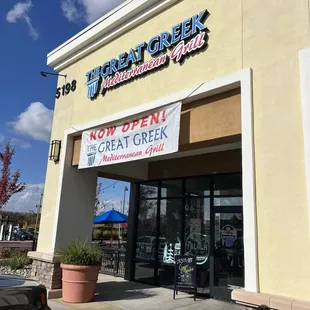 5198
THE GREAT GREEK
Mediterranean Grill
NOW OPEN!
THE GREAT GREEK
Mediterranean Grill